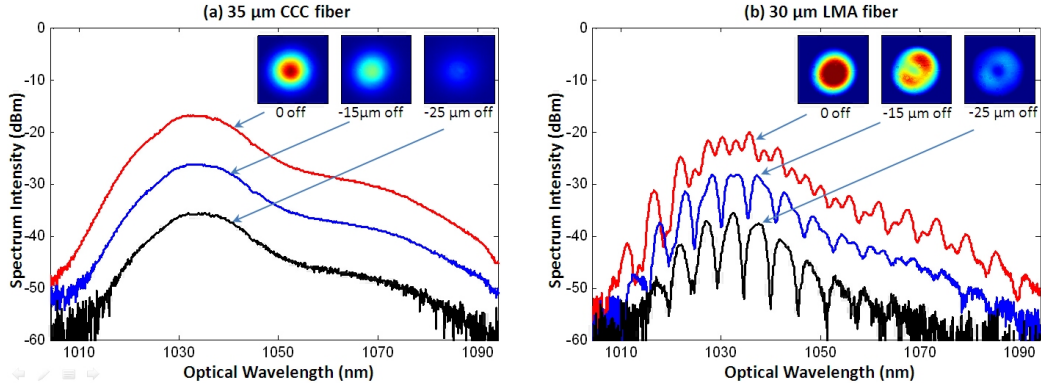 (a) 35 µm CCC fiber
0
-10
-20
-30
-40
-50
-60
Spectrum Intensity (dBm)
0 off
-15µm off
-25 µm off
1010
1030
1050
1070
1090
Optical Wavelength (nm)
(b) 30 µm LMA fiber
0
-10
-20
-30
-40
-50
-60
Spectrum Intensity (dBm)
0 off
-15 µm off
-25 µm off
1010
1030
1050
1070
1090
Optical Wavelength (nm)